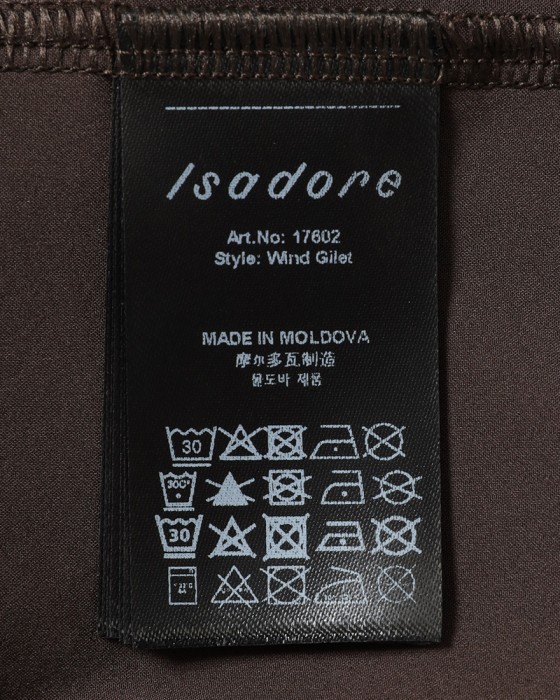 Isadore
Art.No: 17602
Style: Wind Gilet
MADE IN MOLDOVA
摩尔多瓦制造
몰도바 제품
30
30